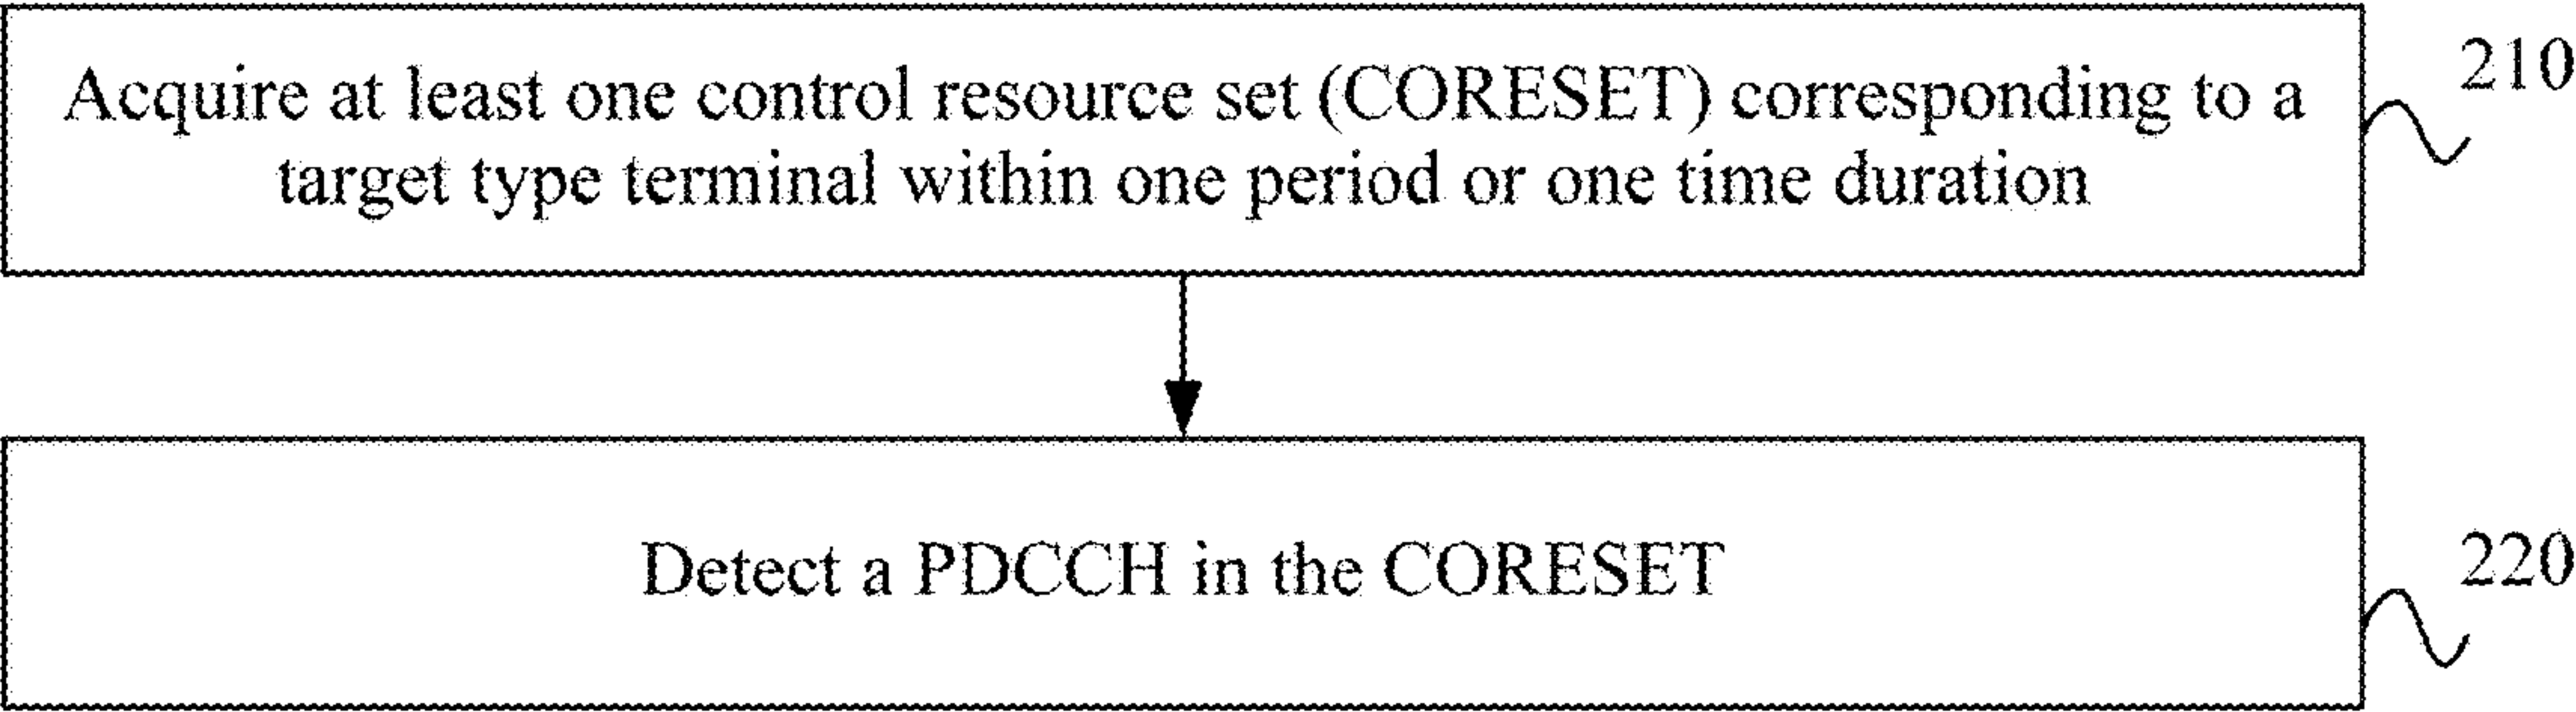 Acquire at least one control resource set (CORESET) corresponding to a
target type terminal within one period or one time duration
210
Detect a PDCCH in the CORESET
220